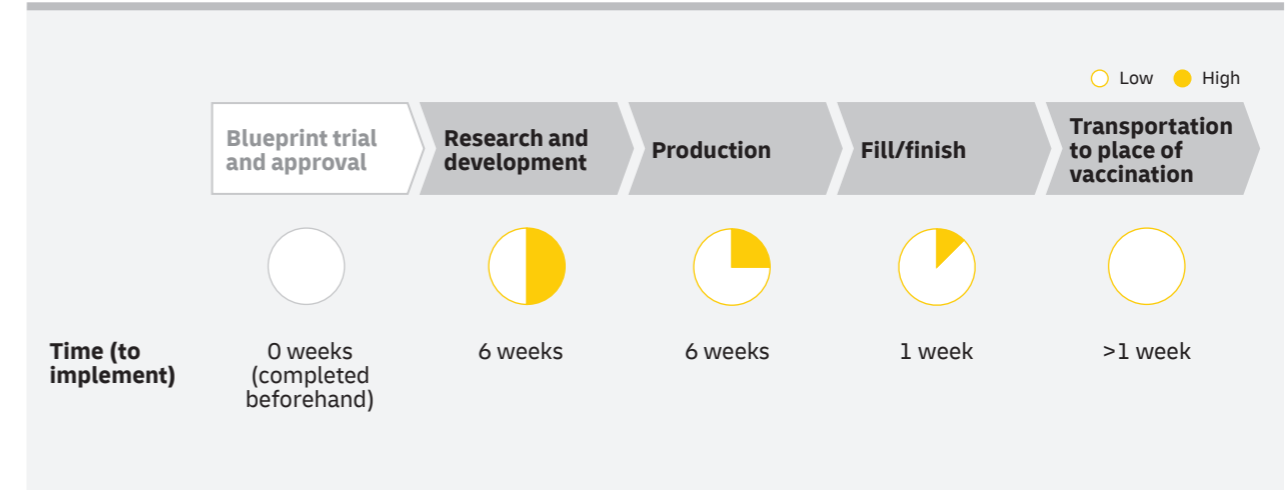 Low High
Blueprint trial
and approval
Research and
development
Production
Fill/finish
Transportation
to place of
vaccination
Time (to
implement)
0 weeks
(completed
beforehand)
6 weeks
6 weeks
1 week
>1 week